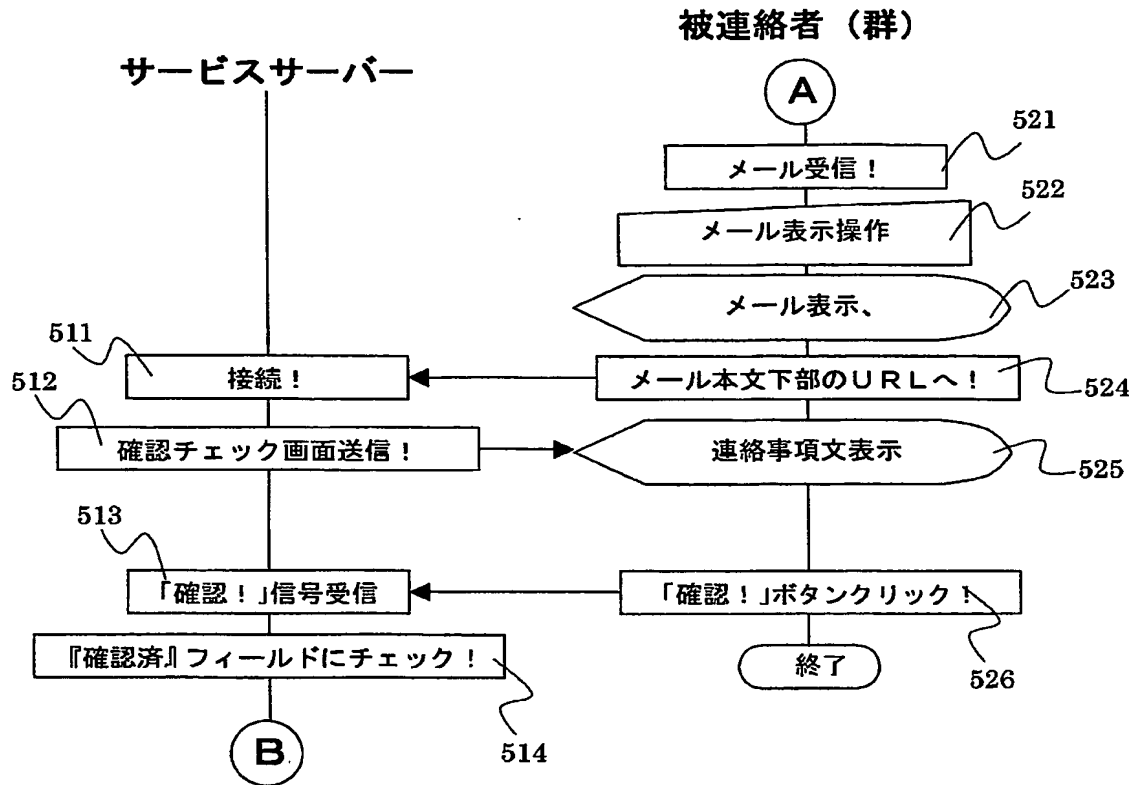 被連絡者（群）
サービスサーバー
A
521
メール受信！
522
メール表示操作
523
メール表示、
511
接続！
メール本文下部のＵＲＬへ！
524
512
確認チェック画面送信！
連絡事項文表示
525
513
「確認！」信号受信
「確認！」ボタンクリック！
526
『確認済』フィールドにチェック！
514
終了
B